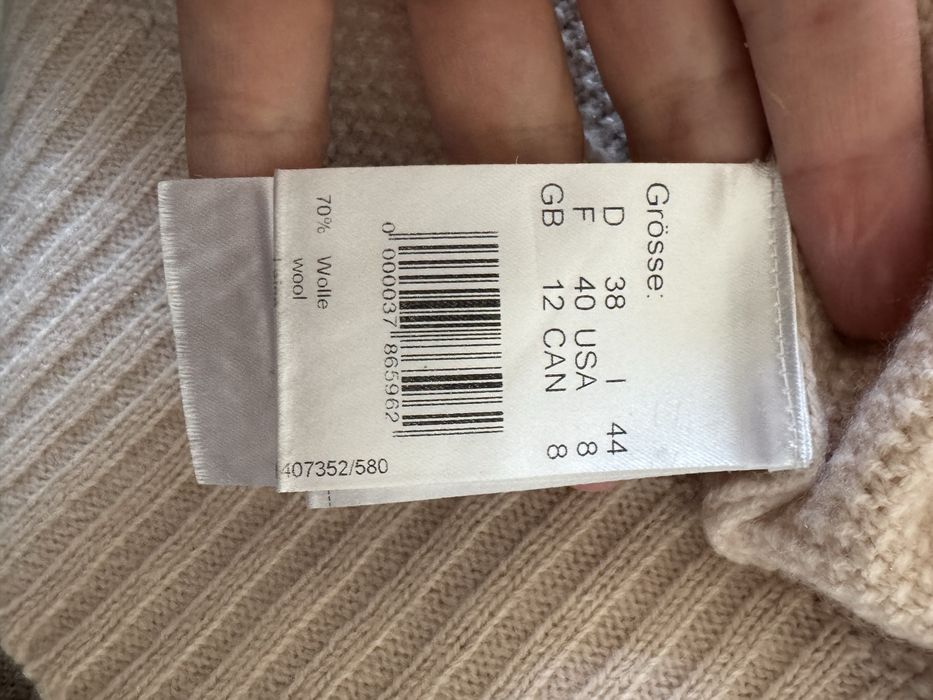 Grösse:
D 38 I 44
F 40 USA 8
GB 12 CAN 8
0 000037 865962
70% Wolle
wool
407352/580